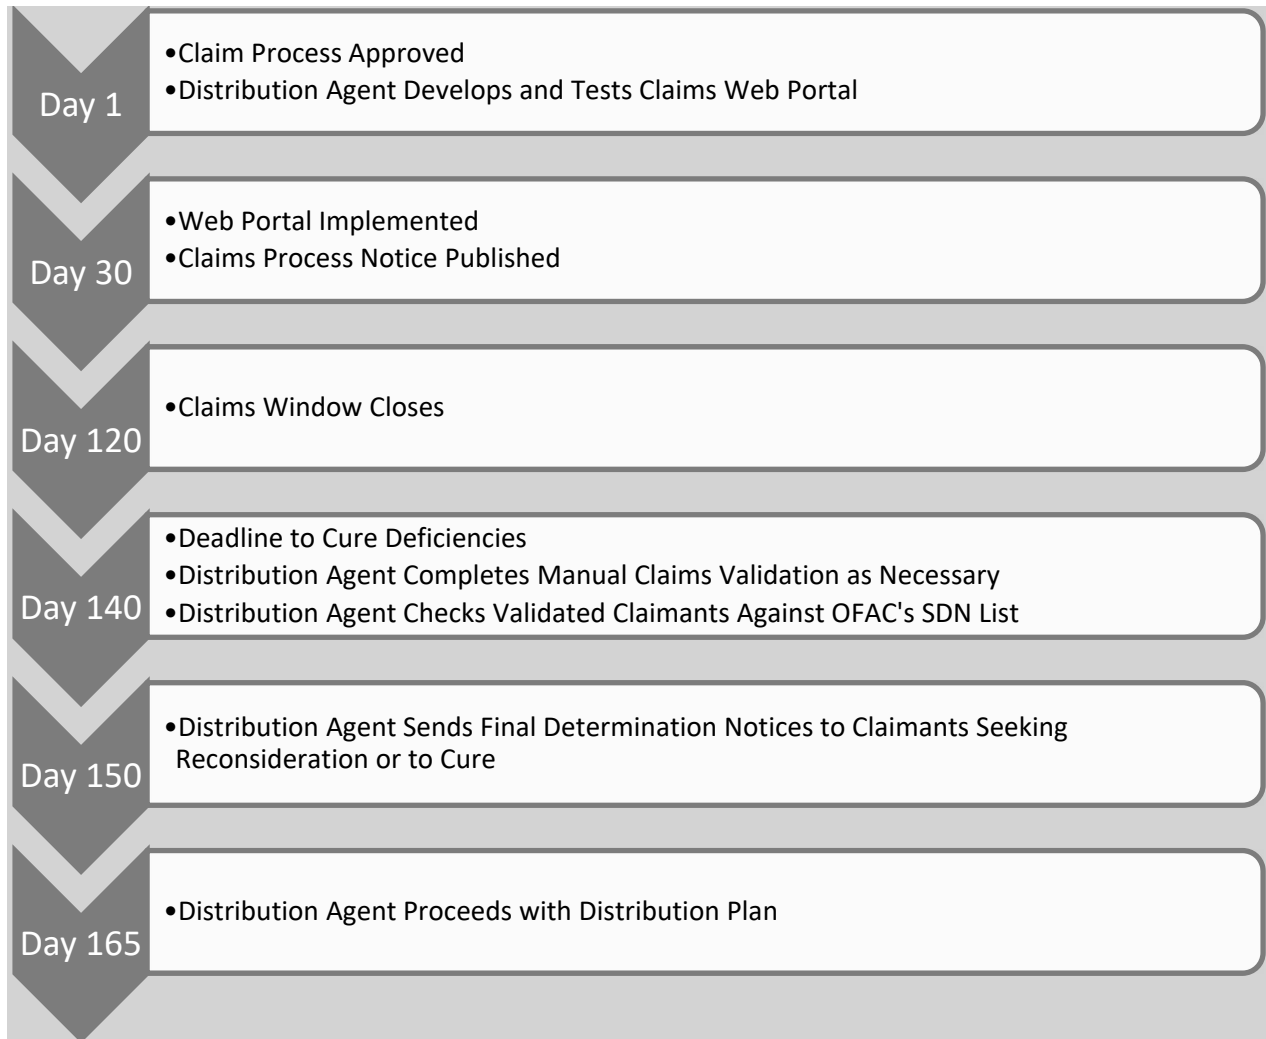 Day 1
•Claim Process Approved
•Distribution Agent Develops and Tests Claims Web Portal
Day 30
•Web Portal Implemented
•Claims Process Notice Published
Day 120
•Claims Window Closes
Day 140
•Deadline to Cure Deficiencies
•Distribution Agent Completes Manual Claims Validation as Necessary
•Distribution Agent Checks Validated Claimants Against OFAC's SDN List
Day 150
•Distribution Agent Sends Final Determination Notices to Claimants Seeking
Reconsideration or to Cure
Day 165
•Distribution Agent Proceeds with Distribution Plan